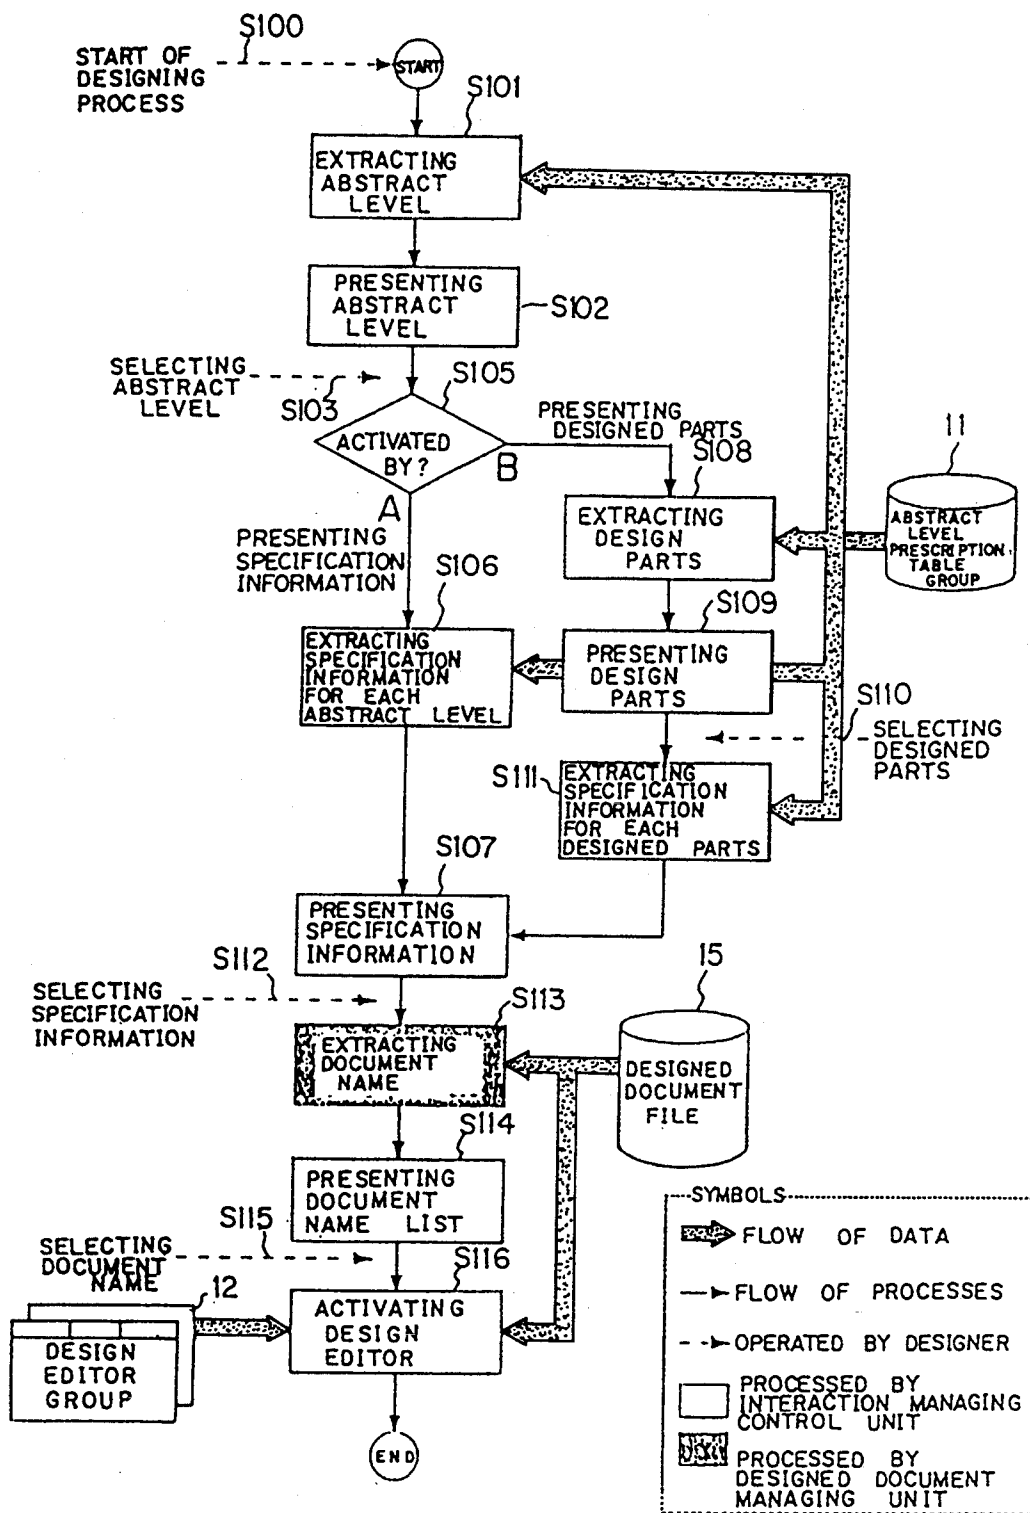 S100
START OF
DESIGNING
PROCESS
START
S101
EXTRACTING
ABSTRACT
LEVEL
PRESENTING
ABSTRACT
LEVEL
S102
SELECTING
ABSTRACT
LEVEL
S103
S105
ACTIVATED
BY?
A
B
PRESENTING
DESIGNED PARTS
S108
11
EXTRACTING
DESIGN
PARTS
ABSTRACT
LEVEL
PRESCRIPTION
TABLE
GROUP
PRESENTING
SPECIFICATION
INFORMATION
S106
S109
EXTRACTING
SPECIFICATION
INFORMATION
FOR EACH
ABSTRACT LEVEL
PRESENTING
DESIGN
PARTS
S110
SELECTING
DESIGNED
PARTS
S111
EXTRACTING
SPECIFICATION
INFORMATION
FOR EACH
DESIGNED PARTS
S107
PRESENTING
SPECIFICATION
INFORMATION
S112
SELECTING
SPECIFICATION
INFORMATION
S113
15
EXTRACTING
DOCUMENT
NAME
DESIGNED
DOCUMENT
FILE
S114
PRESENTING
DOCUMENT
NAME LIST
S115
SELECTING
DOCUMENT
NAME
S116
12
ACTIVATING
DESIGN
EDITOR
DESIGN
EDITOR
GROUP
END
SYMBOLS
FLOW OF DATA
FLOW OF PROCESSES
OPERATED BY DESIGNER
PROCESSED BY
INTERACTION MANAGING
CONTROL UNIT
PROCESSED BY
DESIGNED DOCUMENT
MANAGING UNIT